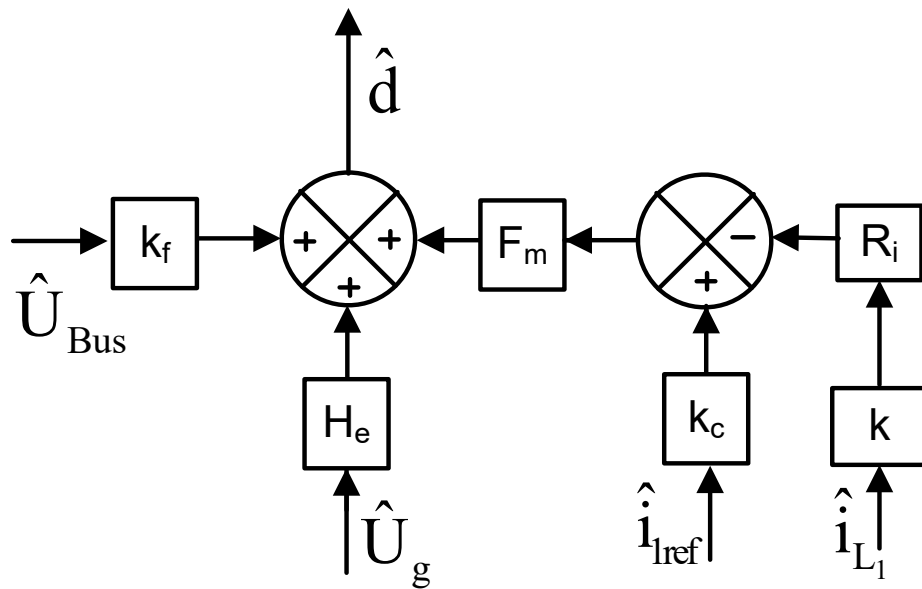 d̂
k_f
+
+
F_m
−
R_i
Û_Bus
+
+
H_e
k_c
k
Û_g
î_lref
î_L₁